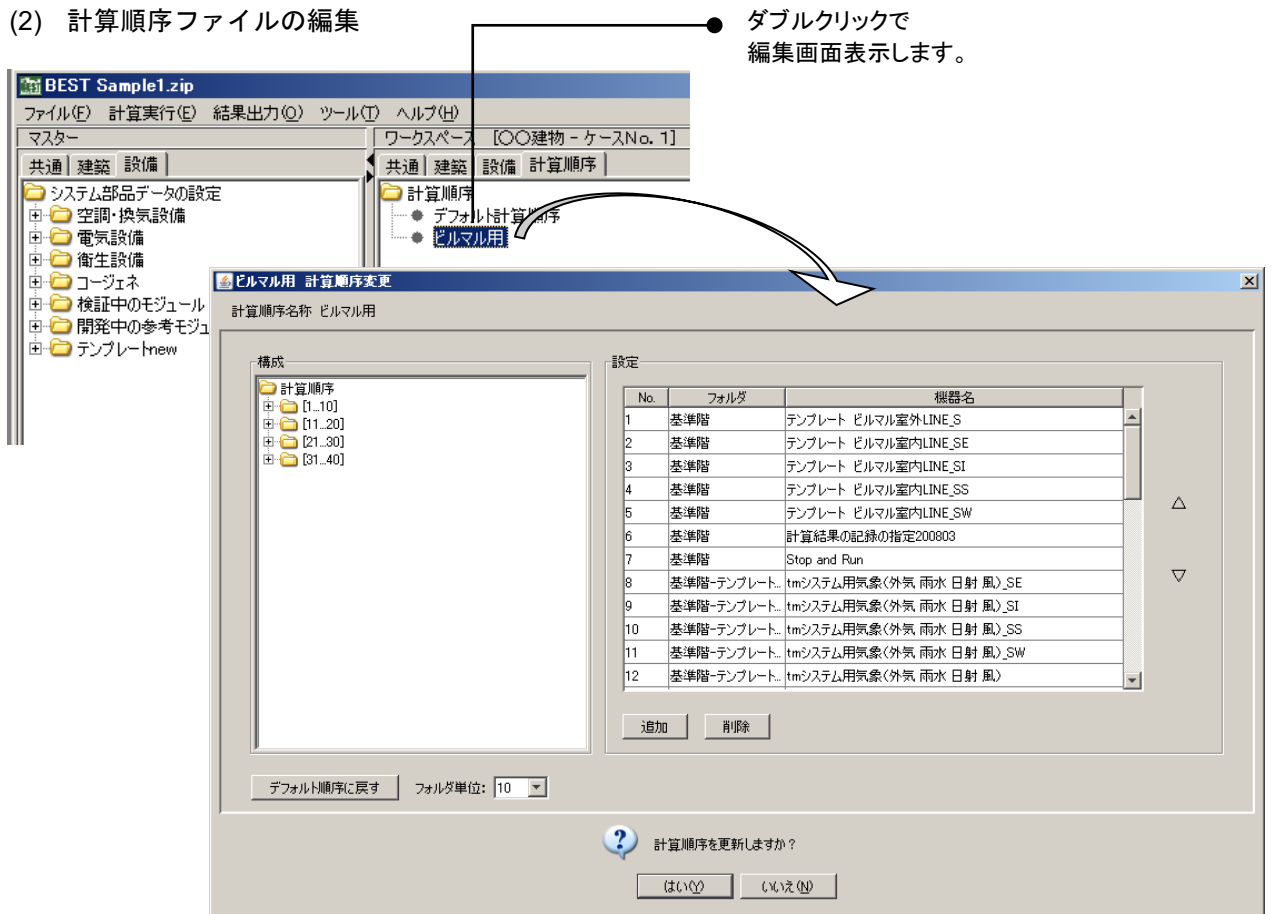 (2) 計算順序ファイルの編集
ダブルクリックで
編集画面表示します。
BEST Sample1.zip
ファイル(F) 計算実行(E) 結果出力(O) ツール(T) ヘルプ(H)
マスター
共通 建築 設備
システム部品データの設定
空調・換気設備
電気設備
衛生設備
コージェネ
検証中のモジュール
開発中の参考モジュ
テンプレートnew
ワークスペース [〇〇建物 - ケースNo. 1]
共通 建築 設備 計算順序
計算順序
デフォルト計算順序
ビルマル用
ビルマル用 計算順序変更
計算順序名称 ビルマル用
構成
計算順序
[1...10]
[11...20]
[21...30]
[31...40]
設定
No. フォルダ 機器名
1 基準階 テンプレート ビルマル室外LINE_S
2 基準階 テンプレート ビルマル室内LINE_SE
3 基準階 テンプレート ビルマル室内LINE_SI
4 基準階 テンプレート ビルマル室内LINE_SS
5 基準階 テンプレート ビルマル室内LINE_SW
6 基準階 計算結果の記録の指定200803
7 基準階 Stop and Run
8 基準階-テンプレート... tmシステム用気象(外気 雨水 日射 風)_SE
9 基準階-テンプレート... tmシステム用気象(外気 雨水 日射 風)_SI
10 基準階-テンプレート... tmシステム用気象(外気 雨水 日射 風)_SS
11 基準階-テンプレート... tmシステム用気象(外気 雨水 日射 風)_SW
12 基準階-テンプレート... tmシステム用気象(外気 雨水 日射 風)
△
▽
追加 削除
デフォルト順序に戻す フォルダ単位: 10
計算順序を更新しますか?
はい(Y) いいえ(N)